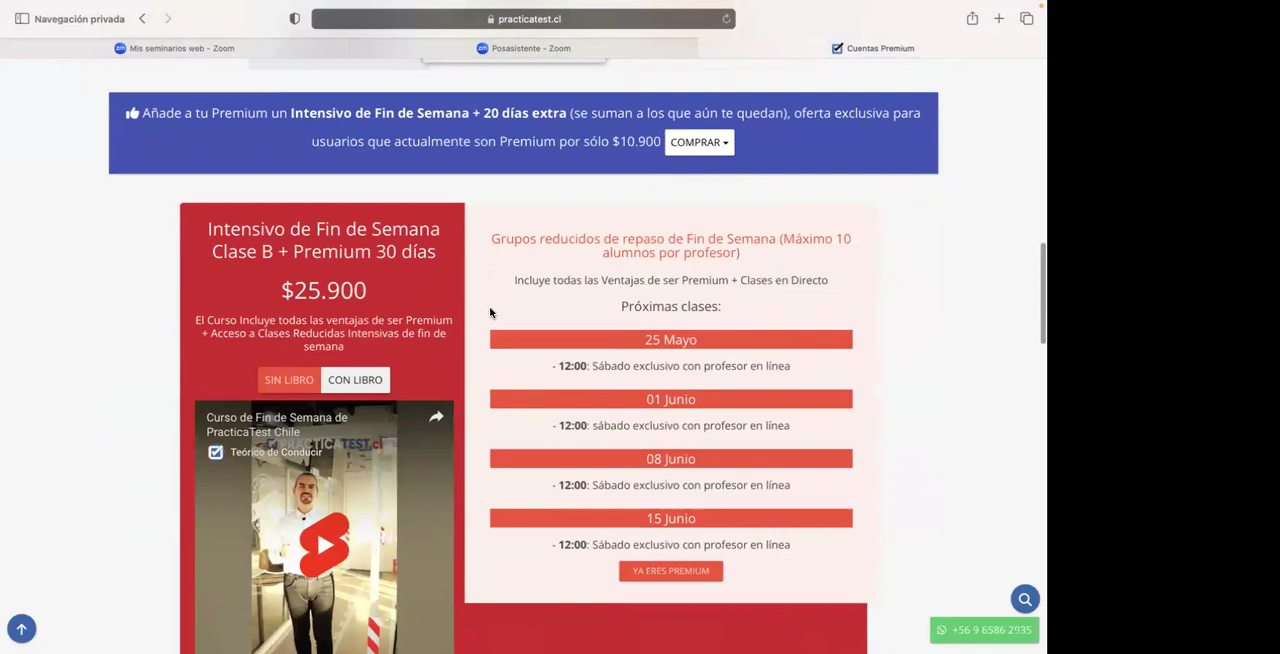 Navegación privada
practicatest.cl
Mis seminarios web - Zoom
Posasistente - Zoom
Cuentas Premium
Añade a tu Premium un Intensivo de Fin de Semana + 20 días extra (se suman a los que aún te quedan), oferta exclusiva para
usuarios que actualmente son Premium por sólo $10.900 COMPRAR
Intensivo de Fin de Semana
Clase B + Premium 30 días
$25.900
El Curso Incluye todas las ventajas de ser Premium
+ Acceso a Clases Reducidas Intensivas de fin de
semana
SIN LIBRO CON LIBRO
Curso de Fin de Semana de
PracticaTest Chile
PRACTICATEST.cl
Teórico de Conducir
Grupos reducidos de repaso de Fin de Semana (Máximo 10
alumnos por profesor)
Incluye todas las Ventajas de ser Premium + Clases en Directo
Próximas clases:
25 Mayo
- 12:00: Sábado exclusivo con profesor en línea
01 Junio
- 12:00: sábado exclusivo con profesor en línea
08 Junio
- 12:00: Sábado exclusivo con profesor en línea
15 Junio
- 12:00: Sábado exclusivo con profesor en línea
YA ERES PREMIUM
+56 9 6586 2935